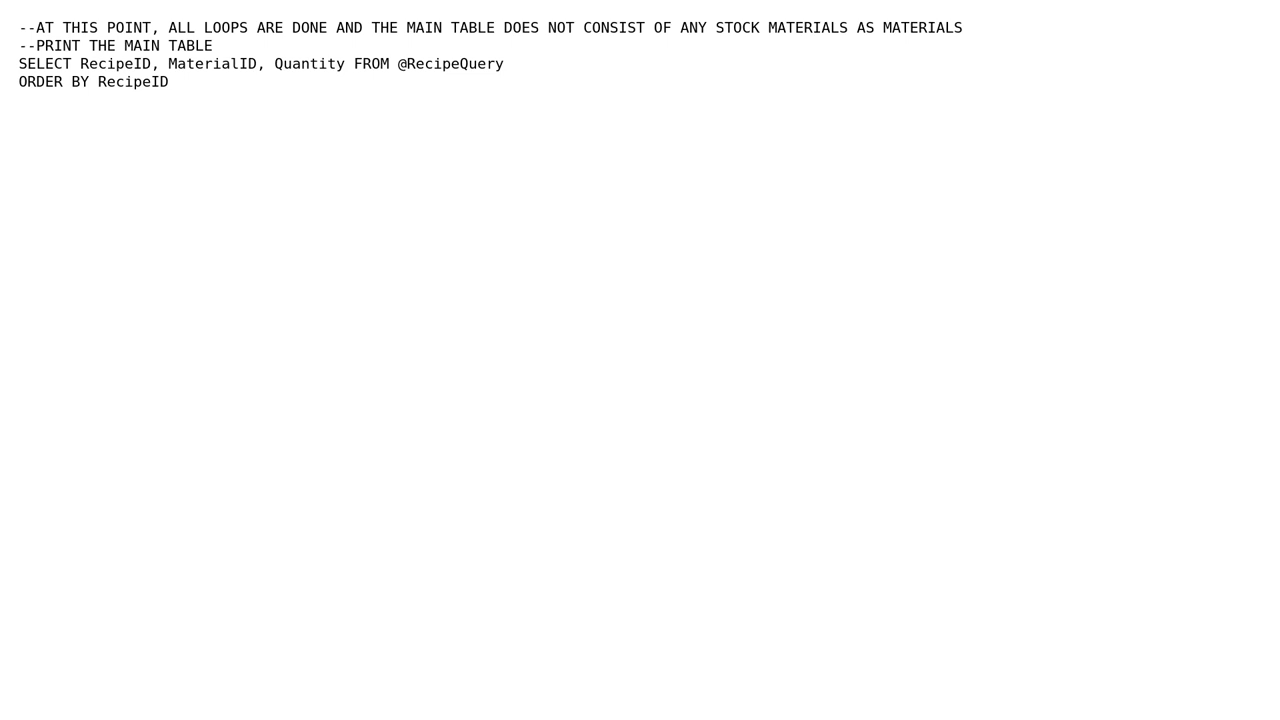 --AT THIS POINT, ALL LOOPS ARE DONE AND THE MAIN TABLE DOES NOT CONSIST OF ANY STOCK MATERIALS AS MATERIALS
--PRINT THE MAIN TABLE
SELECT RecipeID, MaterialID, Quantity FROM @RecipeQuery
ORDER BY RecipeID